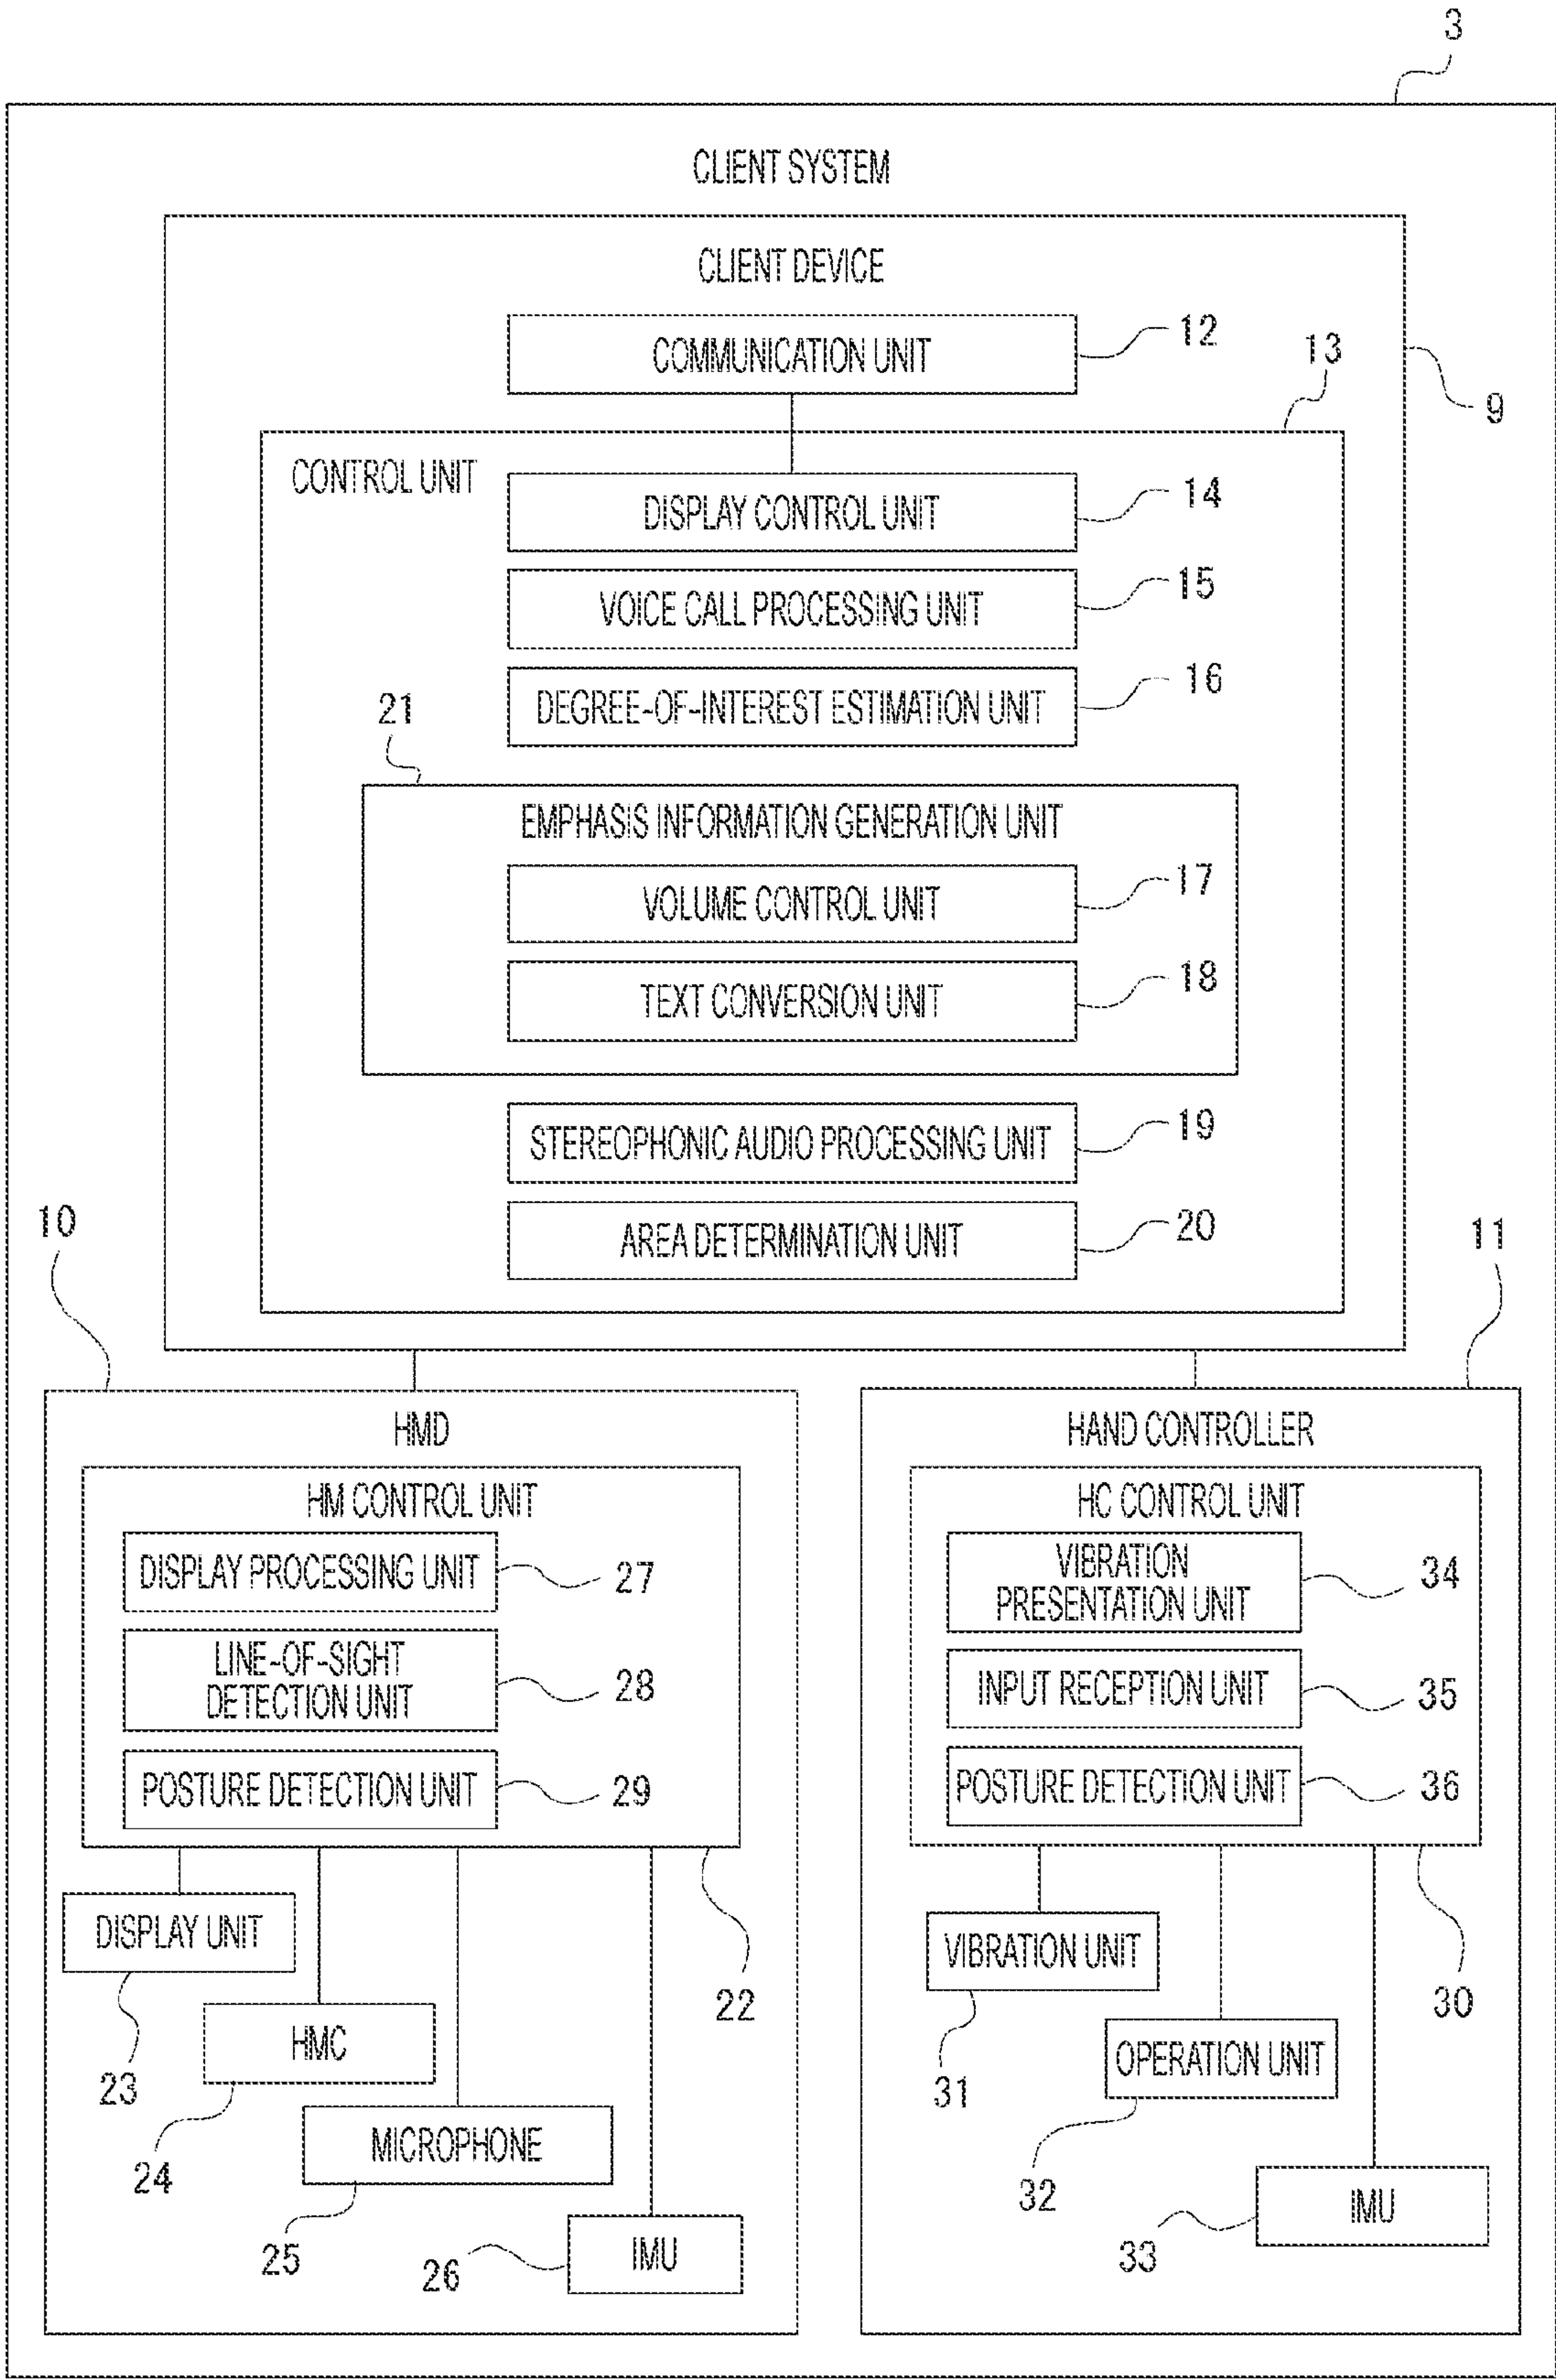 3
CLIENT SYSTEM
CLIENT DEVICE
COMMUNICATION UNIT
12
13
9
CONTROL UNIT
DISPLAY CONTROL UNIT
14
VOICE CALL PROCESSING UNIT
15
DEGREE-OF-INTEREST ESTIMATION UNIT
16
21
EMPHASIS INFORMATION GENERATION UNIT
VOLUME CONTROL UNIT
17
TEXT CONVERSION UNIT
18
STEREOPHONIC AUDIO PROCESSING UNIT
19
AREA DETERMINATION UNIT
20
10
11
HMD
HM CONTROL UNIT
DISPLAY PROCESSING UNIT
27
LINE-OF-SIGHT
DETECTION UNIT
28
POSTURE DETECTION UNIT
29
DISPLAY UNIT
23
HMC
24
MICROPHONE
25
IMU
26
22
HAND CONTROLLER
HC CONTROL UNIT
VIBRATION
PRESENTATION UNIT
34
INPUT RECEPTION UNIT
35
POSTURE DETECTION UNIT
36
VIBRATION UNIT
31
OPERATION UNIT
32
IMU
33
30